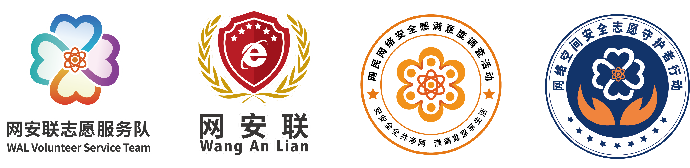 网安联志愿服务队
WAL Volunteer Service Team
网安联
Wang An Lian
网民网络安全感满意度调查活动
网络空间安全志愿守护者行动